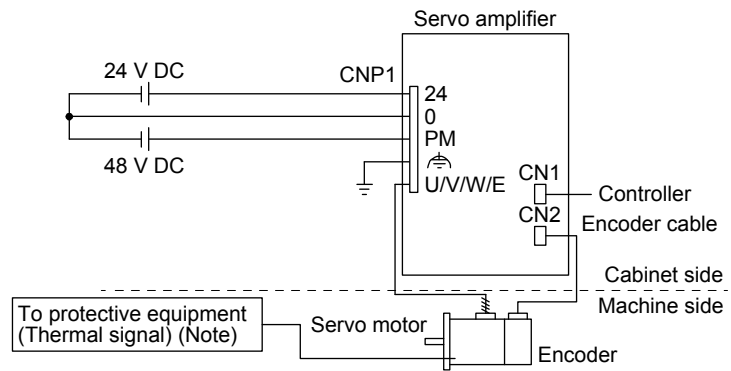 Servo amplifier
24 V DC
CNP1
24
0
PM
48 V DC
U/V/W/E
CN1
Controller
CN2
Encoder cable
Cabinet side
Machine side
To protective equipment
(Thermal signal) (Note)
Servo motor
Encoder